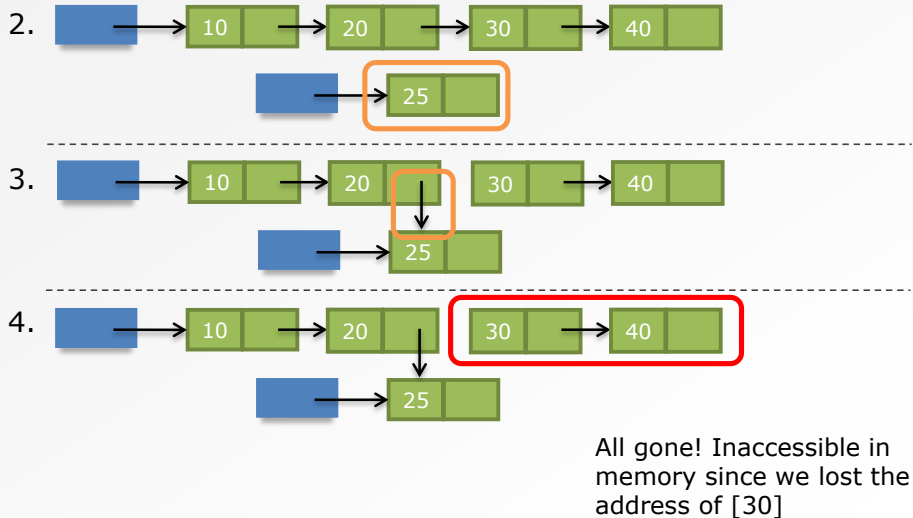 2.
10 20 30 40
25
3.
10 20 30 40
25
4.
10 20 30 40
25
All gone! Inaccessible in
memory since we lost the
address of [30]